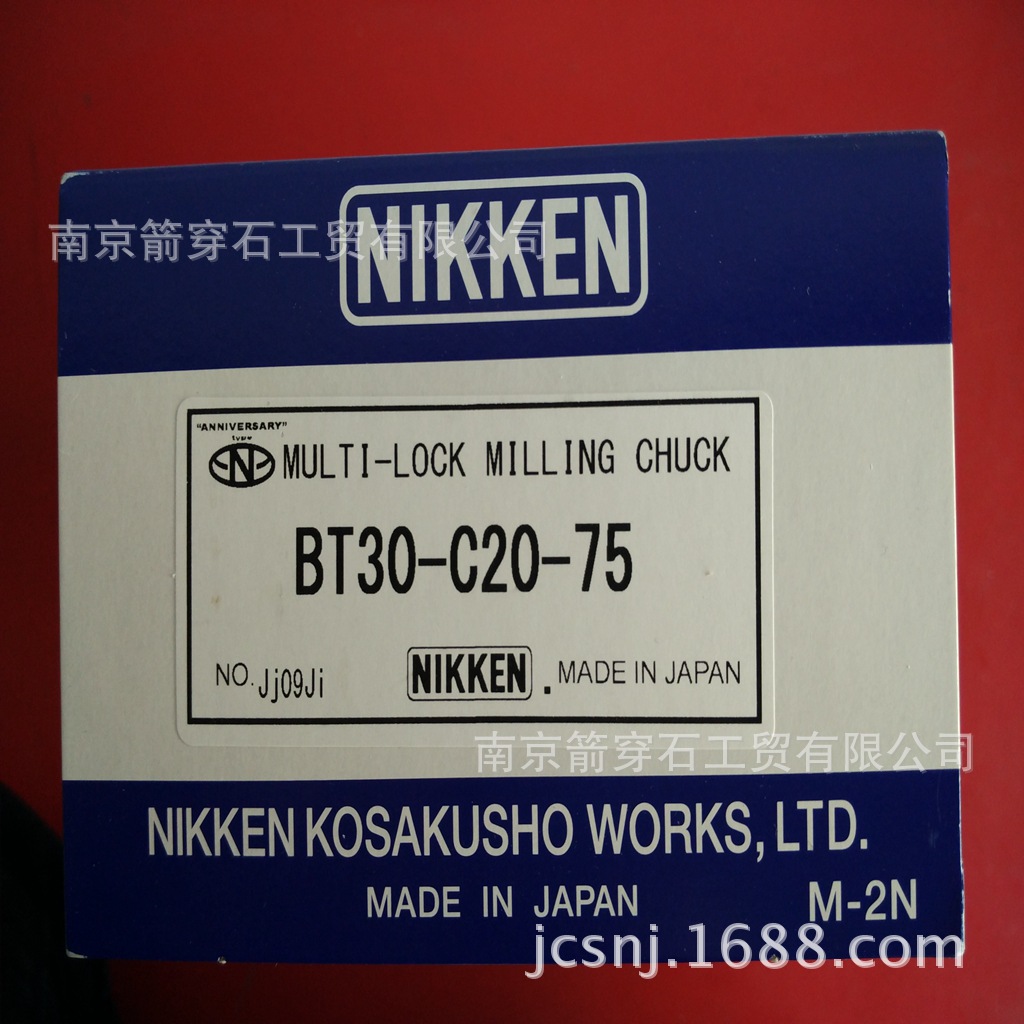 NIKKEN
南京箭穿石工贸有限公司
"ANNIVERSARY"
type
N MULTI-LOCK MILLING CHUCK
BT30-C20-75
NO. Jj09Ji NIKKEN . MADE IN JAPAN
南京箭穿石工贸有限公司
NIKKEN KOSAKUSHO WORKS, LTD.
MADE IN JAPAN M-2N
jcsnj.1688.com